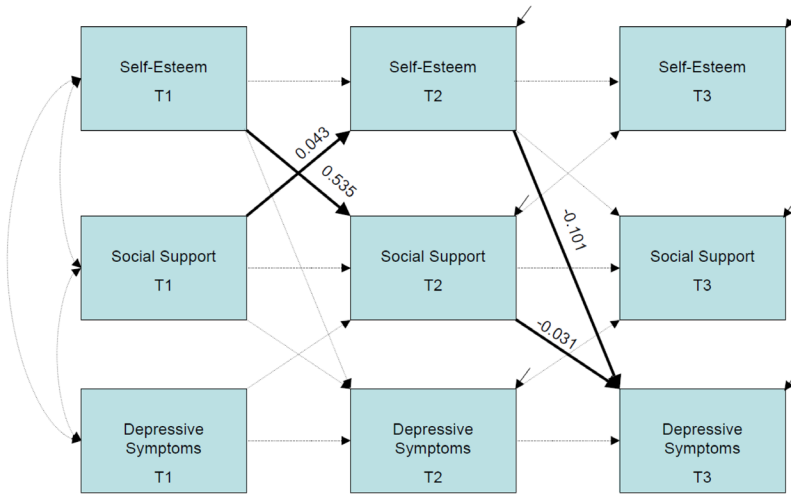 Self-Esteem
T1
Self-Esteem
T2
Self-Esteem
T3
0.043
0.535
-0.101
Social Support
T1
Social Support
T2
Social Support
T3
-0.031
Depressive
Symptoms
T1
Depressive
Symptoms
T2
Depressive
Symptoms
T3